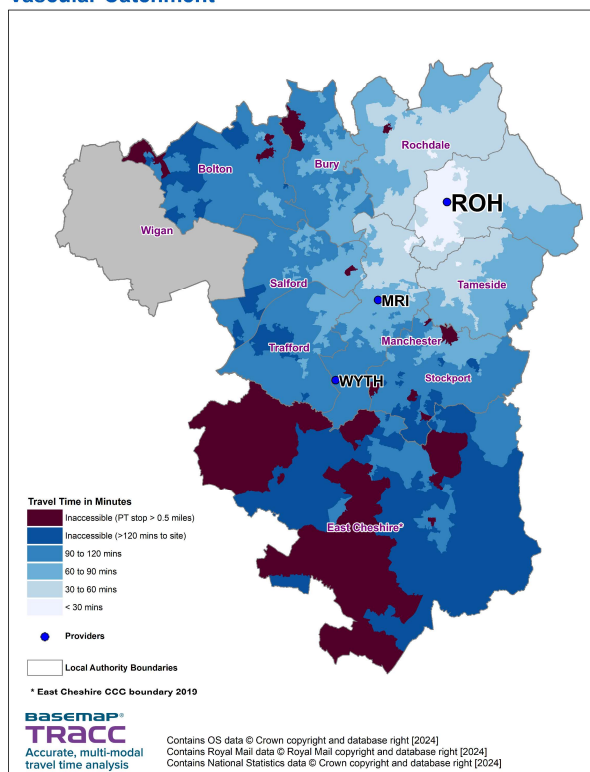 Vascular Catchment
Rochdale
Bolton
Bury
ROH
Wigan
Salford
Tameside
MRI
Trafford
Manchester
WYTH
Stockport
East Cheshire*
Travel Time in Minutes
Inaccessible (PT stop > 0.5 miles)
Inaccessible (>120 mins to site)
90 to 120 mins
60 to 90 mins
30 to 60 mins
< 30 mins
Providers
Local Authority Boundaries
* East Cheshire CCC boundary 2019
BASEMAP®
TRACC
Accurate, multi-modal
travel time analysis
Contains OS data © Crown copyright and database right [2024]
Contains Royal Mail data © Royal Mail copyright and database right [2024]
Contains National Statistics data © Crown copyright and database right [2024]